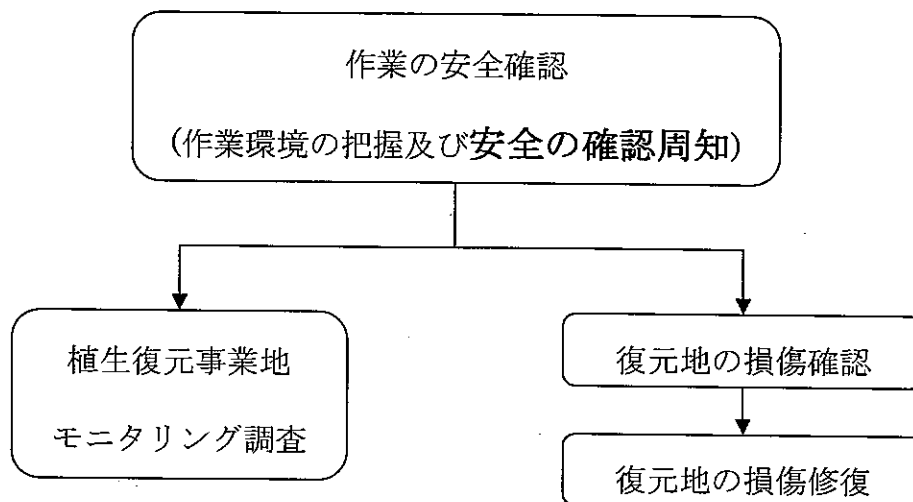 作業の安全確認
(作業環境の把握及び安全の確認周知)
植生復元事業地
モニタリング調査
復元地の損傷確認
復元地の損傷修復